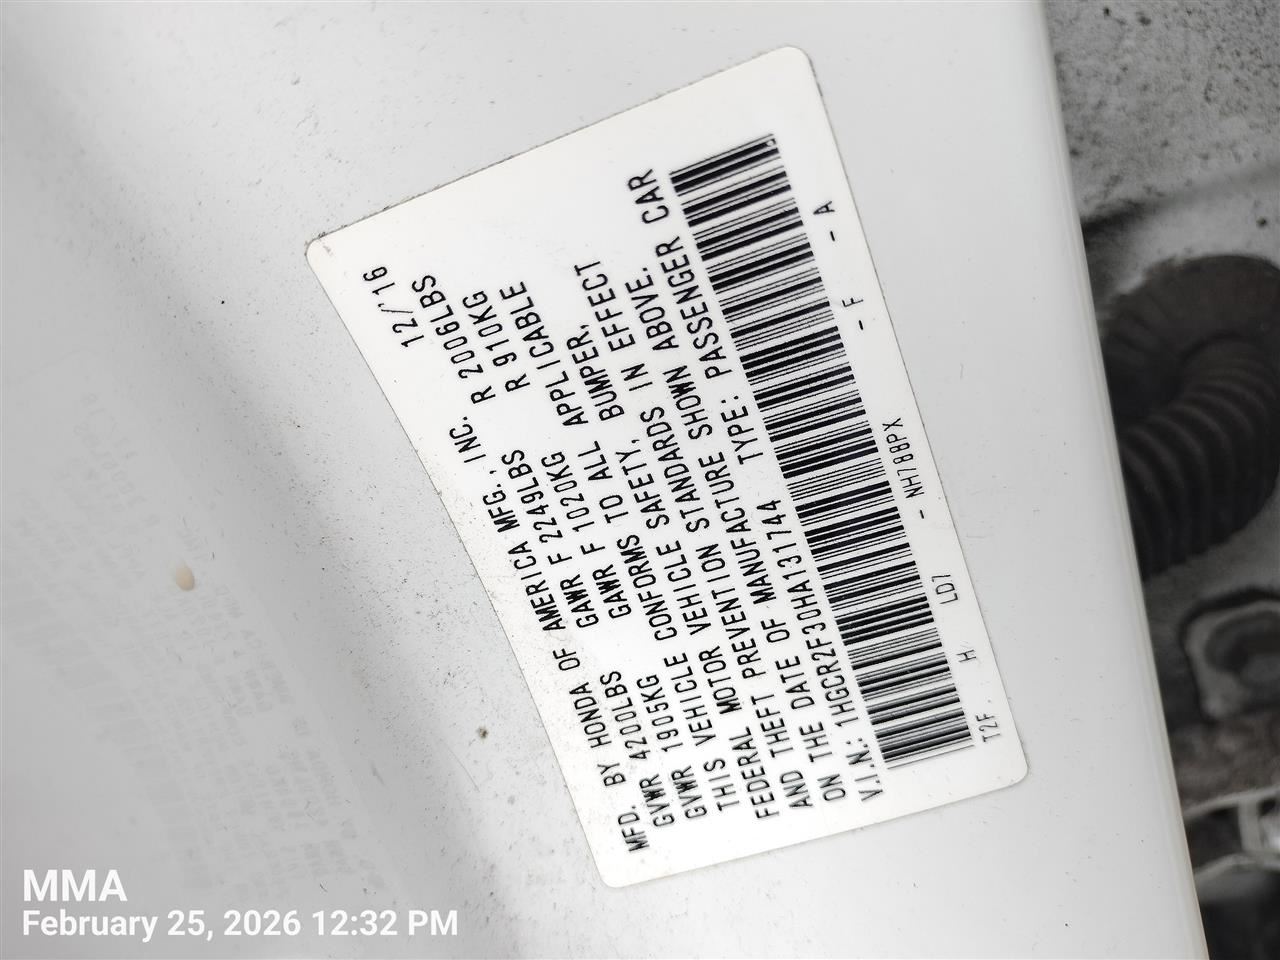 MFD. BY HONDA OF AMERICA MFG., INC. 12/'16
GVWR 4200LBS GAWR F 2249LBS R 2006LBS
GVWR 1905KG GAWR F 1020KG R 910KG
THIS VEHICLE CONFORMS TO ALL APPLICABLE
FEDERAL MOTOR VEHICLE SAFETY, BUMPER,
AND THEFT PREVENTION STANDARDS IN EFFECT
ON THE DATE OF MANUFACTURE SHOWN ABOVE.
V.I.N.: 1HGCR2F30HA131744 TYPE: PASSENGER CAR
T2F. H LD7 - NH788PX - F - A
MMA
February 25, 2026 12:32 PM